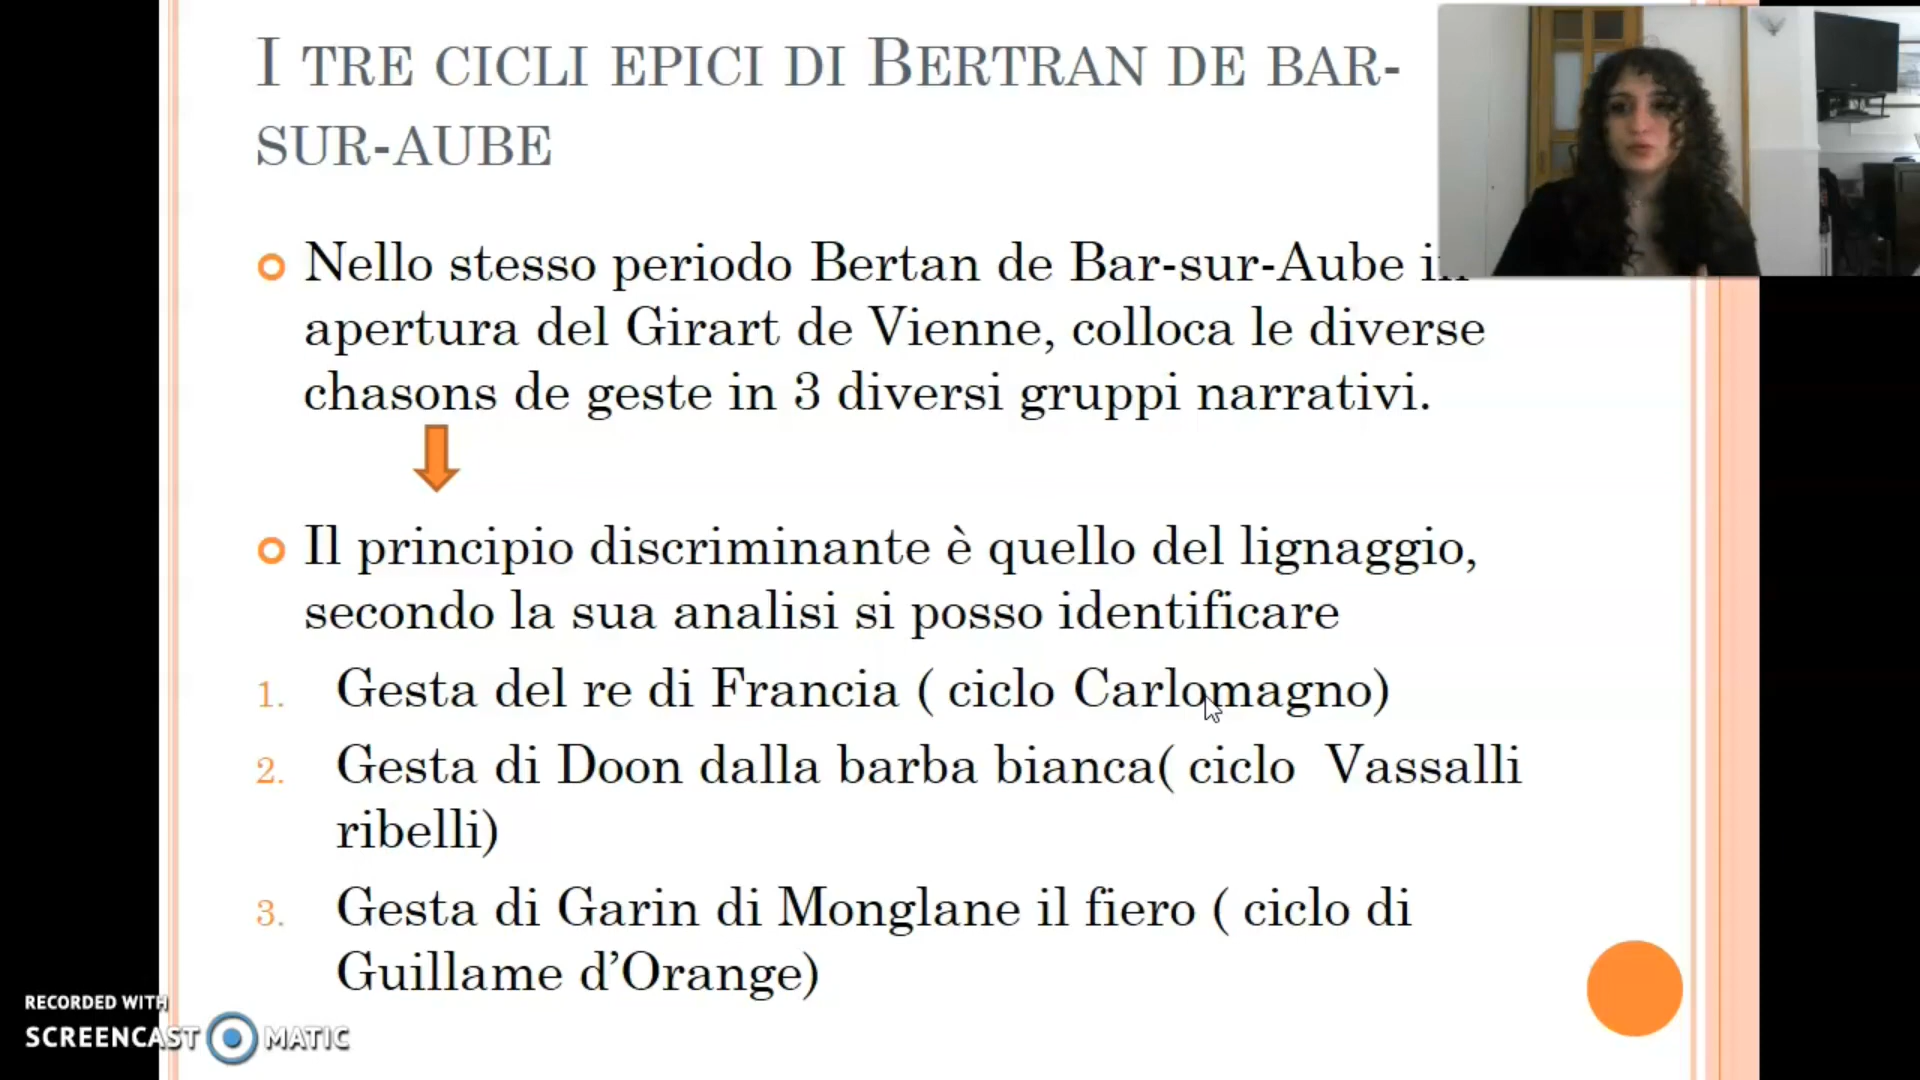 I TRE CICLI EPICI DI BERTRAN DE BAR-
SUR-AUBE
Nello stesso periodo Bertan de Bar-sur-Aube in
apertura del Girart de Vienne, colloca le diverse
chasons de geste in 3 diversi gruppi narrativi.
Il principio discriminante è quello del lignaggio,
secondo la sua analisi si posso identificare
1. Gesta del re di Francia ( ciclo Carlomagno)
2. Gesta di Doon dalla barba bianca( ciclo Vassalli
ribelli)
3. Gesta di Garin di Monglane il fiero ( ciclo di
Guillame d’Orange)
RECORDED WITH
SCREENCAST MATIC